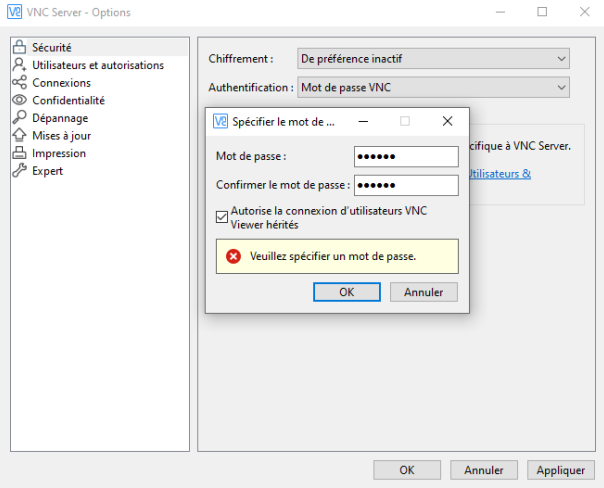 VNC Server - Options
Sécurité
Utilisateurs et autorisations
Connexions
Confidentialité
Dépannage
Mises à jour
Impression
Expert
Chiffrement :
De préférence inactif
Authentification :
Mot de passe VNC
cifique à VNC Server.
Utilisateurs &
Spécifier le mot de ...
Mot de passe :
••••••
Confirmer le mot de passe :
••••••
Autorise la connexion d'utilisateurs VNC
Viewer hérités
Veuillez spécifier un mot de passe.
OK
Annuler
OK
Annuler
Appliquer